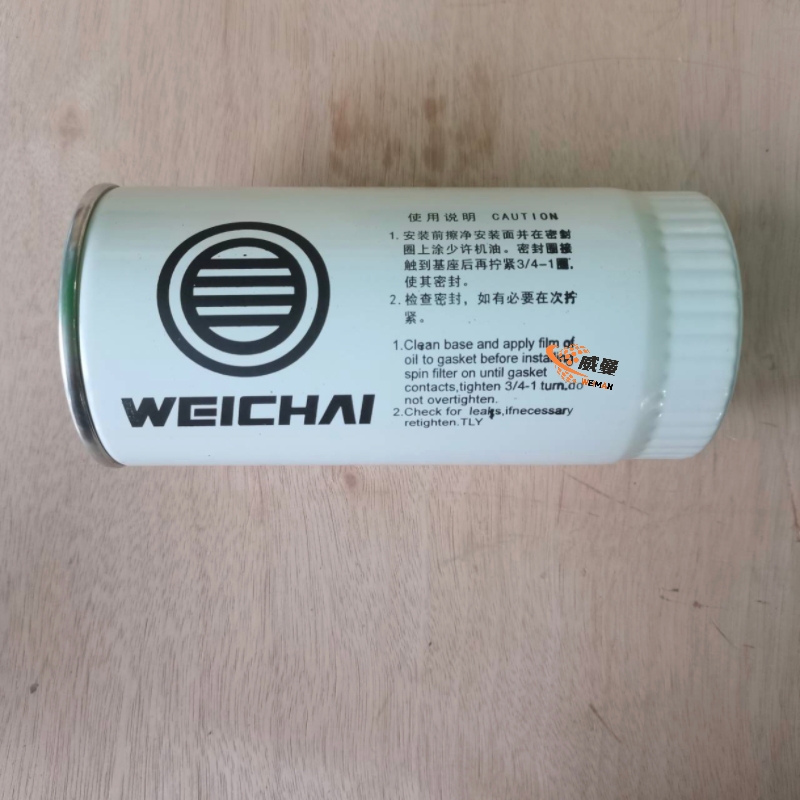 WEICHAI
使用说明 CAUTION
1. 安装前擦净安装面并在密封
圈上涂少许机油。密封圈接
触到基座后再拧紧3/4-1圈,
使其密封。
2. 检查密封，如有必要在次拧
紧。
1.Clean base and apply film of
oil to gasket before
spin filter on until gasket
contacts,tighten 3/4-1 turn.do
not overtighten.
2.Check for leaks,ifnecessary
retighten.TLY
威曼
WEMAX